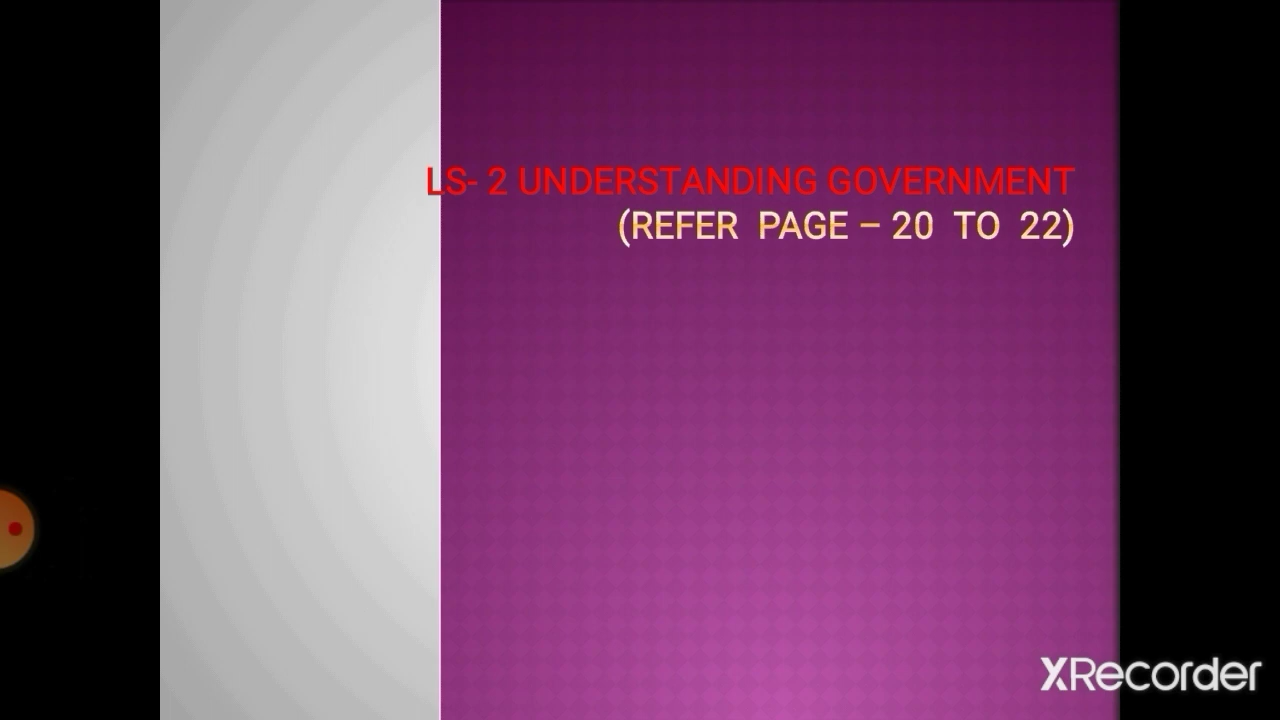 LS- 2 UNDERSTANDING GOVERNMENT
(REFER PAGE – 20 TO 22)
XRecorder